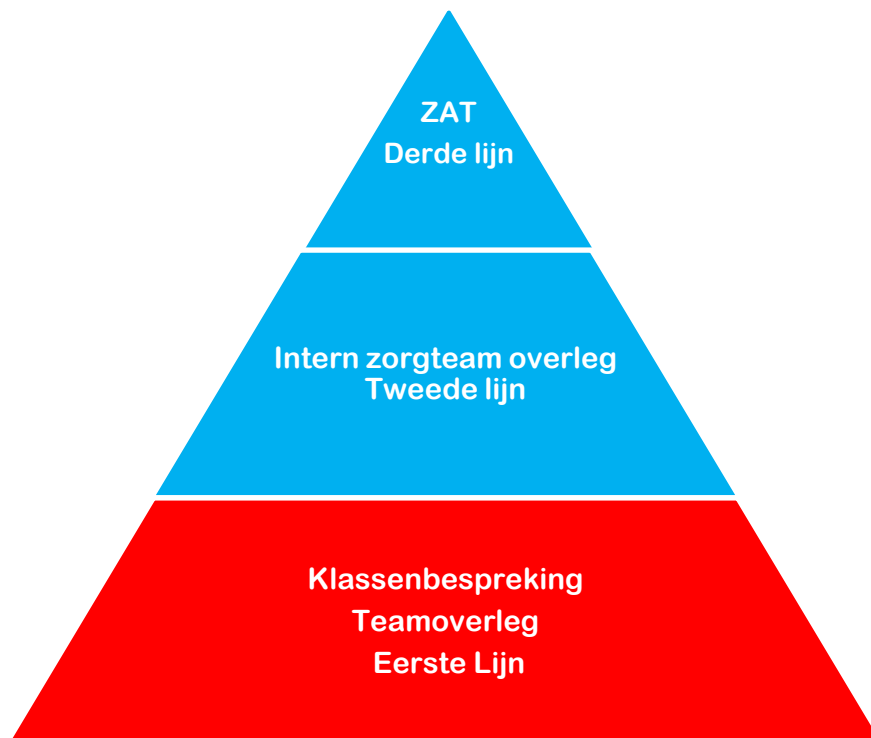 ZAT
Derde lijn
Intern zorgteam overleg
Tweede lijn
Klassenbespreking
Teamoverleg
Eerste Lijn